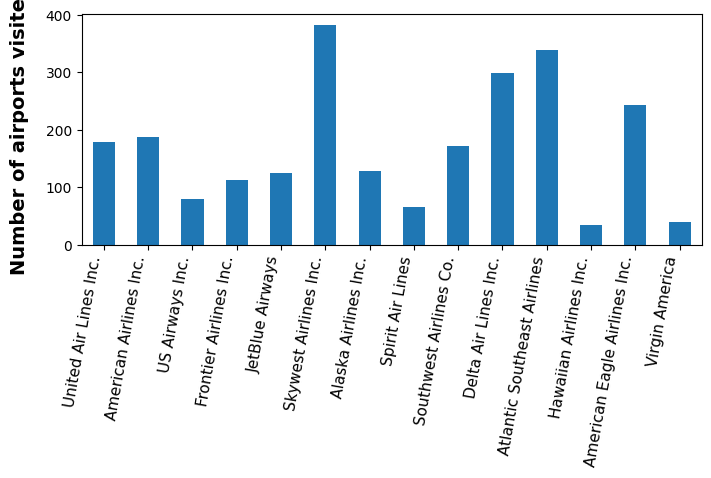 Number of airports visite
400
300
200
100
0
United Air Lines Inc.
American Airlines Inc.
US Airways Inc.
Frontier Airlines Inc.
JetBlue Airways
Skywest Airlines Inc.
Alaska Airlines Inc.
Spirit Air Lines
Southwest Airlines Co.
Delta Air Lines Inc.
Atlantic Southeast Airlines
Hawaiian Airlines Inc.
American Eagle Airlines Inc.
Virgin America